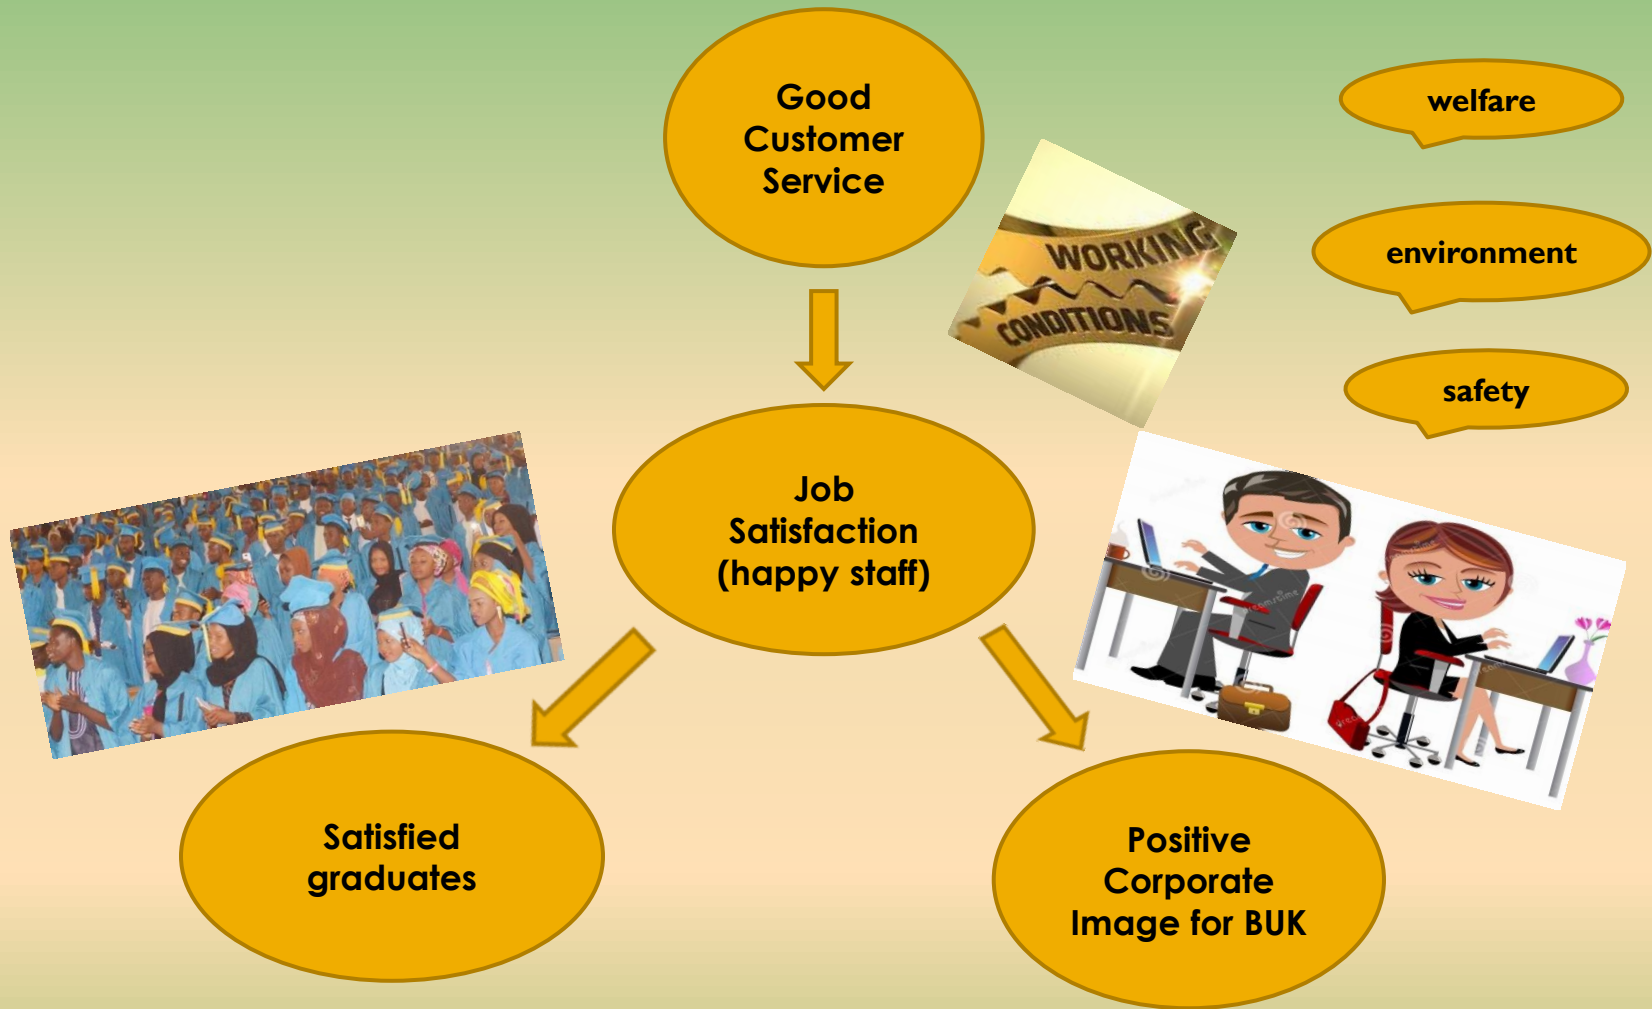 Good
Customer
Service
welfare
WORKING
CONDITIONS
environment
safety
Job
Satisfaction
(happy staff)
Satisfied
graduates
Positive
Corporate
Image for BUK